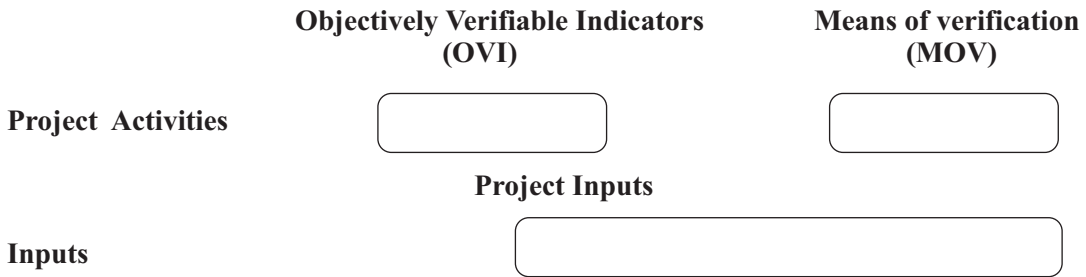 Objectively Verifiable Indicators Means of verification
(OVI) (MOV)
Project Activities
Project Inputs
Inputs